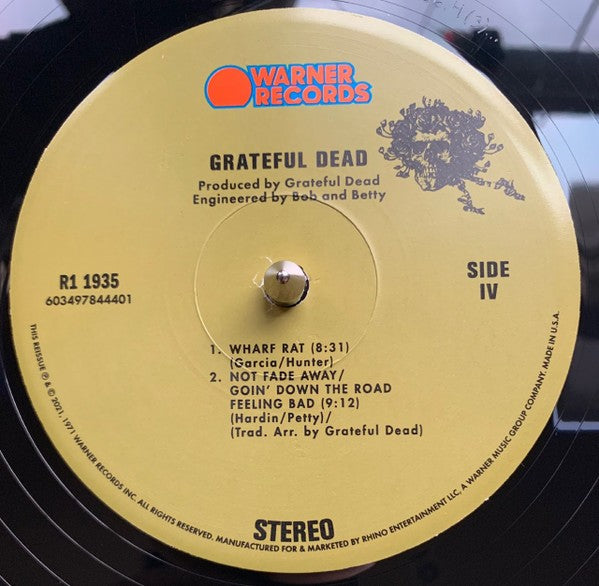 WARNER
RECORDS
GRATEFUL DEAD
Produced by Grateful Dead
Engineered by Bob and Betty
R1 1935
603497844401
SIDE
IV
1. WHARF RAT (8:31)
(Garcia/Hunter)
2. NOT FADE AWAY/
GOIN' DOWN THE ROAD
FEELING BAD (9:12)
(Hardin/Petty)/
(Trad. Arr. by Grateful Dead)
STEREO
THIS REISSUE ℗ & © 2021, 1971 WARNER RECORDS INC. ALL RIGHTS RESERVED. MANUFACTURED FOR & MARKETED BY RHINO ENTERTAINMENT LLC, A WARNER MUSIC GROUP COMPANY. MADE IN U.S.A.